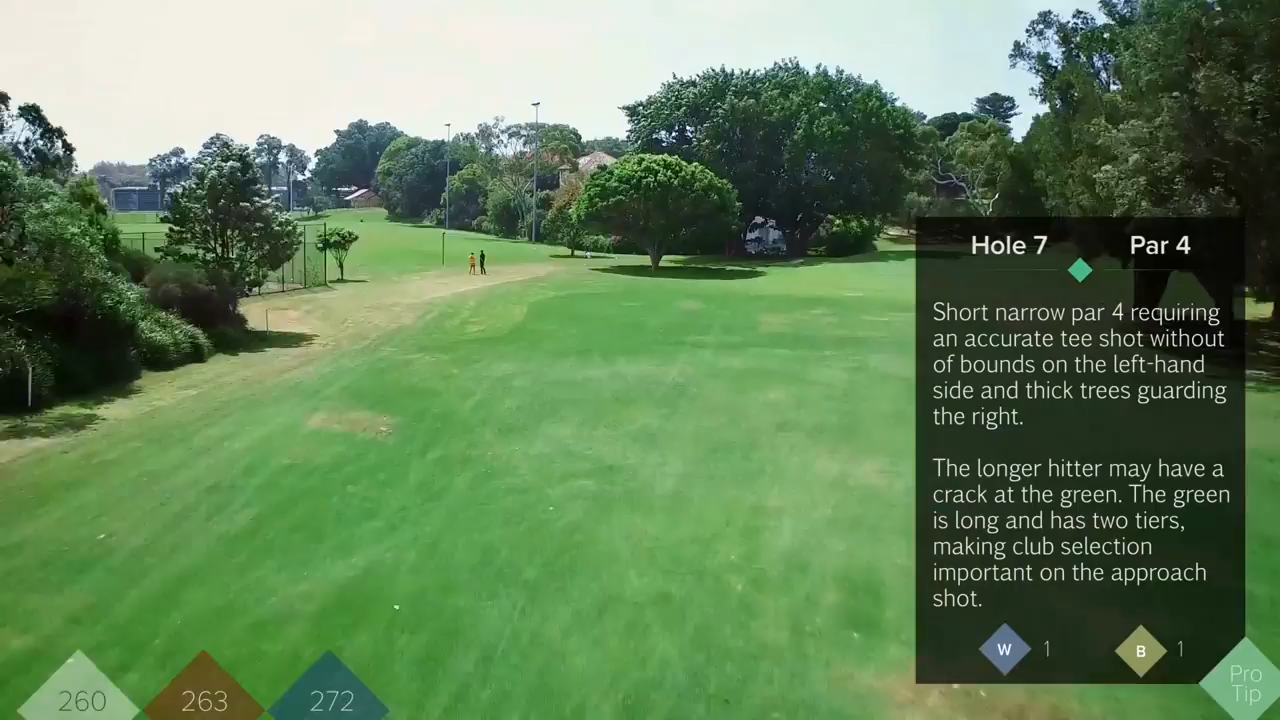 Hole 7 Par 4
Short narrow par 4 requiring
an accurate tee shot without
of bounds on the left-hand
side and thick trees guarding
the right.
The longer hitter may have a
crack at the green. The green
is long and has two tiers,
making club selection
important on the approach
shot.
W 1 B 1
260 263 272
Pro
Tip